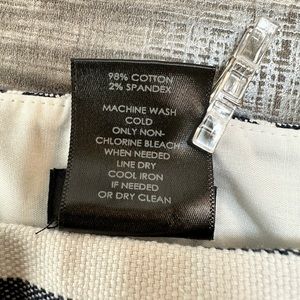 98% COTTON
2% SPANDEX
MACHINE WASH
COLD
ONLY NON-
CHLORINE BLEACH
WHEN NEEDED
LINE DRY
COOL IRON
IF NEEDED
OR DRY CLEAN